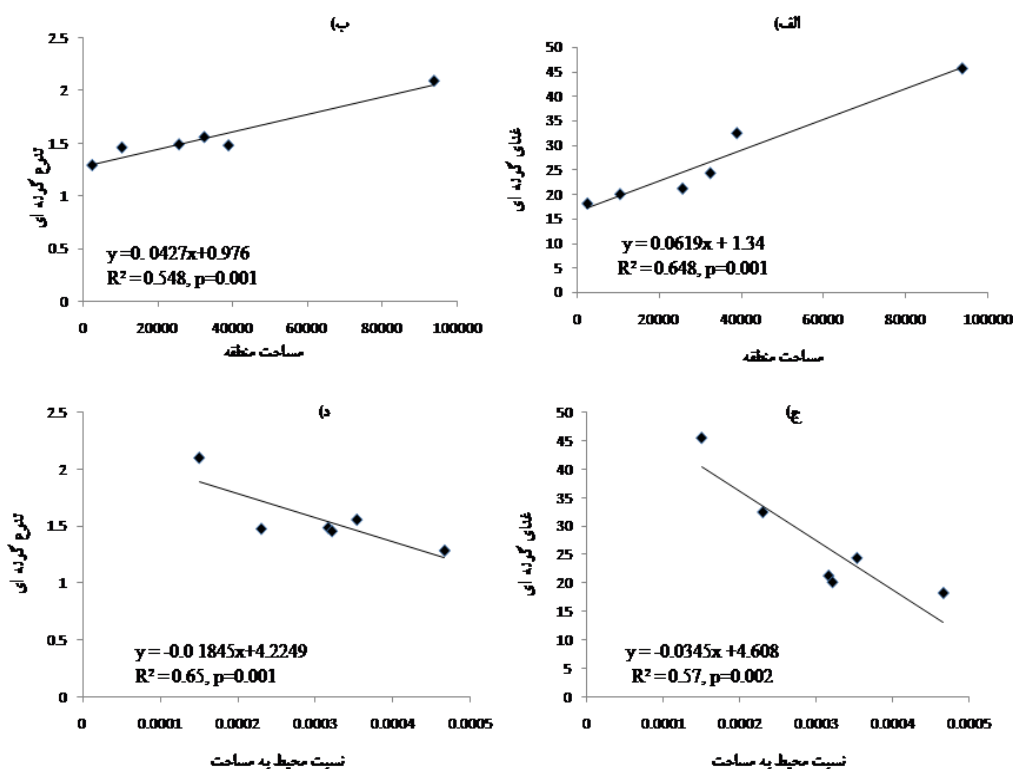 الف)
50
45
40
35
30
25
20
15
10
5
0
غنای گونه ای
y = 0.0619x + 1.34
R² = 0.648, p=0.001
0 20000 40000 60000 80000 100000
مساحت منطقه
ب)
2.5
2
1.5
1
0.5
0
تنوع گونه ای
y =0. 0427x+0.976
R² = 0.548, p=0.001
0 20000 40000 60000 80000 100000
مساحت منطقه
ج)
50
45
40
35
30
25
20
15
10
5
0
غنای گونه ای
y = -0.0345x +4.608
R² = 0.57, p=0.002
0 0.0001 0.0002 0.0003 0.0004 0.0005
نسبت محیط به مساحت
د)
2.5
2
1.5
1
0.5
0
تنوع گونه ای
y = -0.0 1845x+4.2249
R² = 0.65, p=0.001
0 0.0001 0.0002 0.0003 0.0004 0.0005
نسبت محیط به مساحت